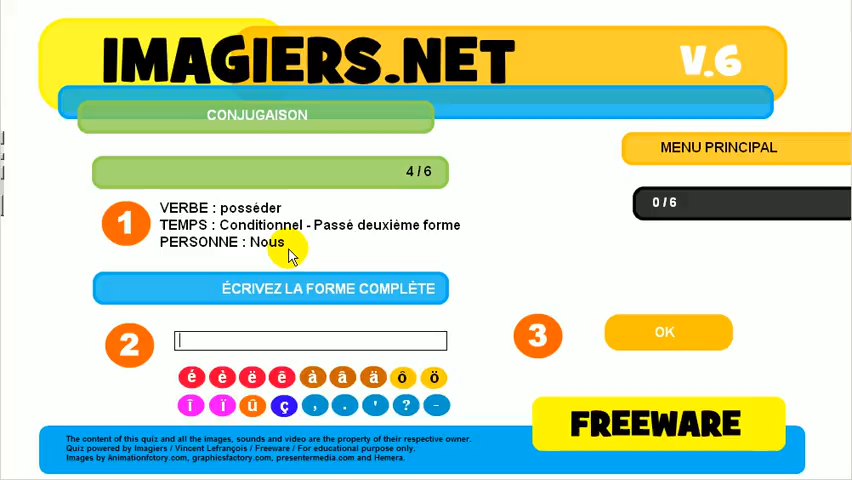 IMAGIERS.NET
V.6
CONJUGAISON
MENU PRINCIPAL
4 / 6
0 / 6
1
VERBE : posséder
TEMPS : Conditionnel - Passé deuxième forme
PERSONNE : Nous
ÉCRIVEZ LA FORME COMPLÈTE
2
3
OK
é è ë ê à â ä ô ö
î ï û ç , . ' ? -
FREEWARE
The content of this quiz and all the images, sounds and video are the property of their respective owner.
Quiz powered by Imagiers / Vincent Lefrançois / Freeware / For educational purpose only.
Images by Animationfctory.com, graphicsfactory.com, presentermedia.com and Hemera.